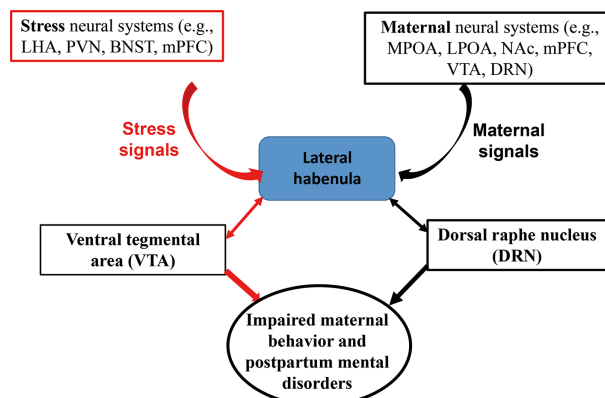 Stress neural systems (e.g.,
LHA, PVN, BNST, mPFC)
Maternal neural systems (e.g.,
MPOA, LPOA, NAc, mPFC,
VTA, DRN)
Stress
signals
Maternal
signals
Lateral
habenula
Ventral tegmental
area (VTA)
Dorsal raphe nucleus
(DRN)
Impaired maternal
behavior and
postpartum mental
disorders